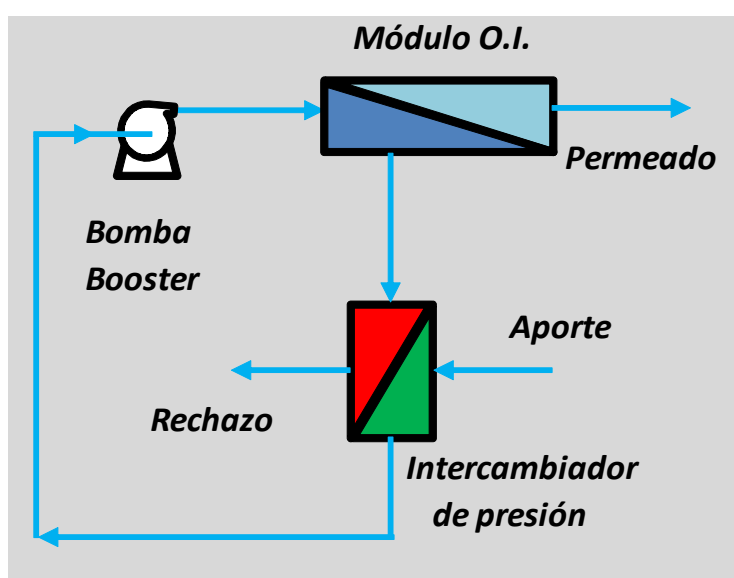 Módulo O.I.
Permeado
Bomba
Booster
Aporte
Rechazo
Intercambiador
de presión